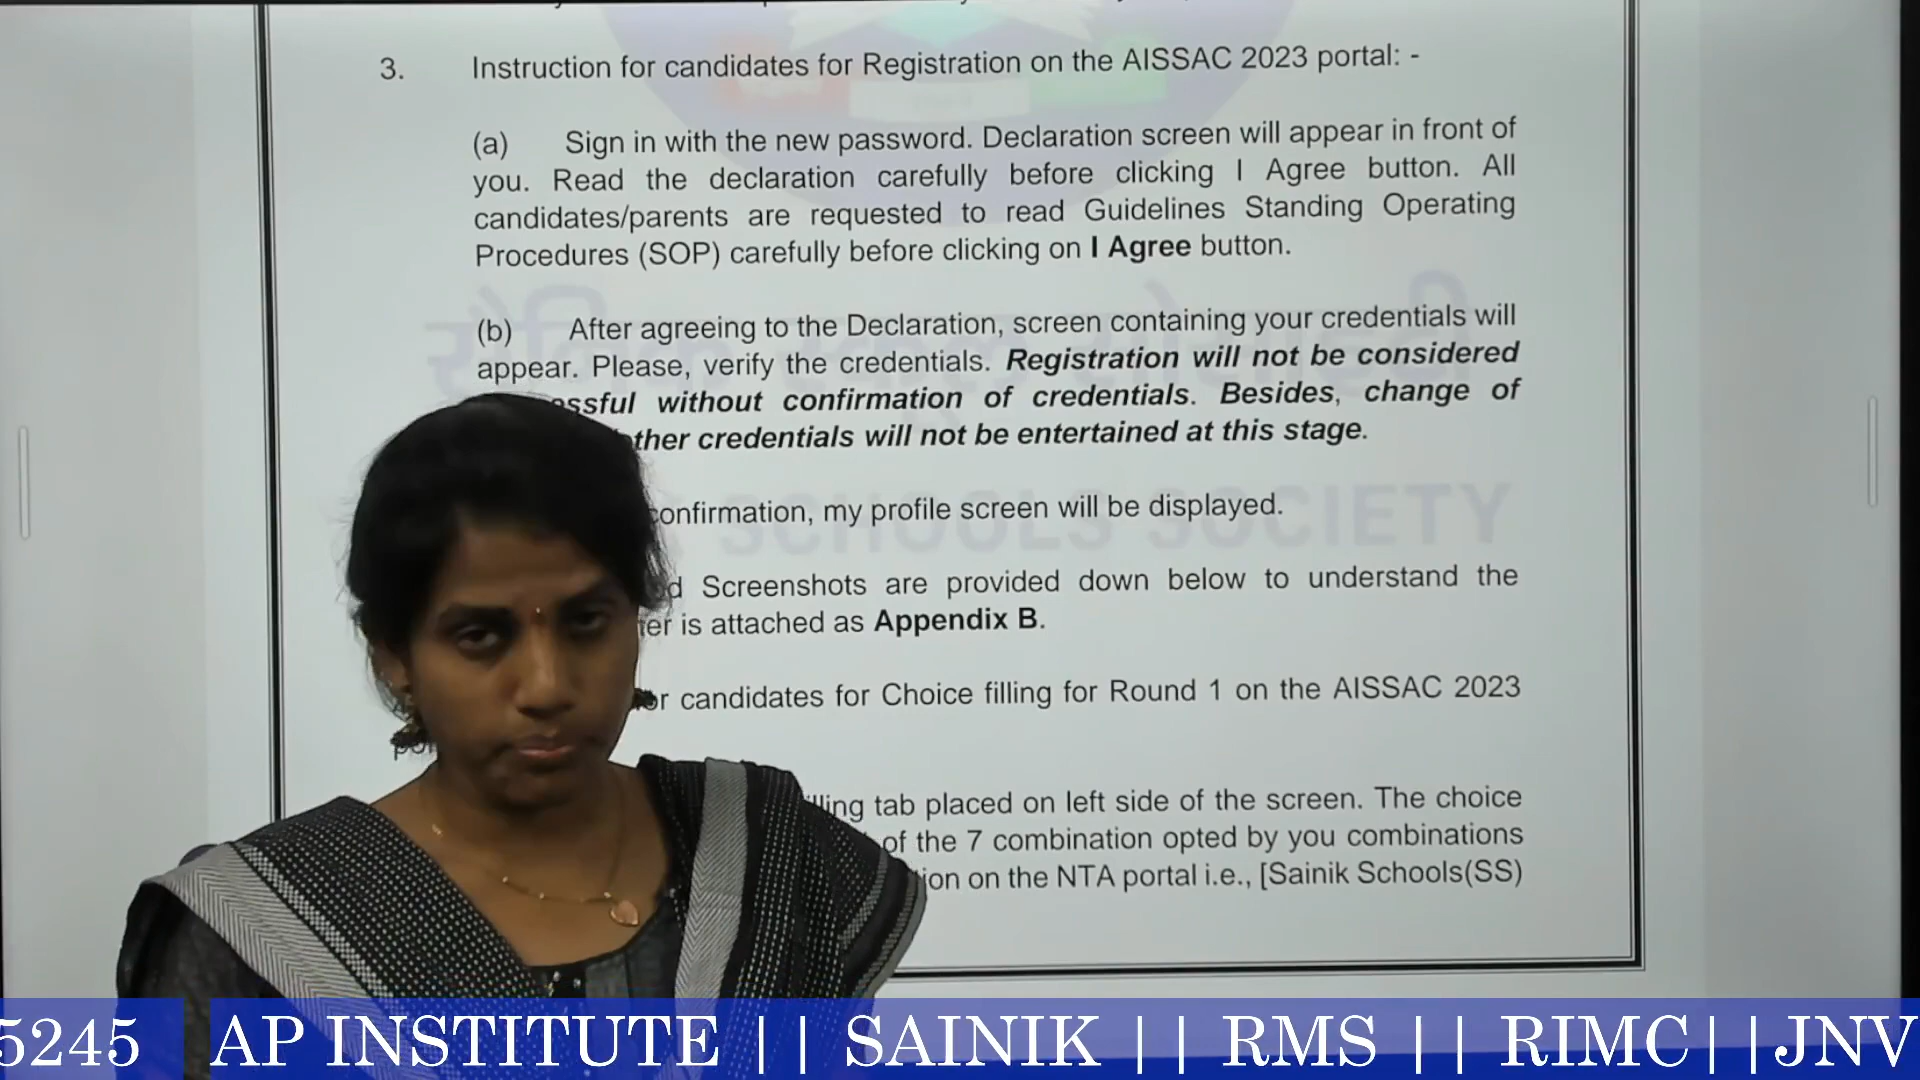 3. Instruction for candidates for Registration on the AISSAC 2023 portal: -
(a) Sign in with the new password. Declaration screen will appear in front of
you. Read the declaration carefully before clicking I Agree button. All
candidates/parents are requested to read Guidelines Standing Operating
Procedures (SOP) carefully before clicking on I Agree button.
(b) After agreeing to the Declaration, screen containing your credentials will
appear. Please, verify the credentials. Registration will not be considered
without confirmation of credentials. Besides, change of
credentials will not be entertained at this stage.
confirmation, my profile screen will be displayed.
SCHOOLS SOCIETY
Screenshots are provided down below to understand the
is attached as Appendix B.
candidates for Choice filling for Round 1 on the AISSAC 2023
tab placed on left side of the screen. The choice
of the 7 combination opted by you combinations
on the NTA portal i.e., [Sainik Schools(SS)
5245 AP INSTITUTE || SAINIK || RMS || RIMC||JNV